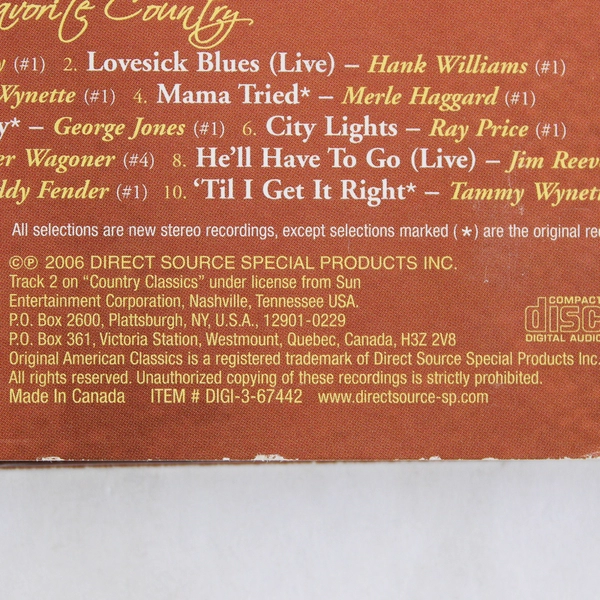 avorite Country
y (#1) 2. Lovesick Blues (Live) – Hank Williams (#1)
Wynette (#1) 4. Mama Tried* – Merle Haggard (#1)
y* – George Jones (#1) 6. City Lights – Ray Price (#1)
er Wagoner (#4) 8. He'll Have To Go (Live) – Jim Reev
ddy Fender (#1) 10. ‘Til I Get It Right* – Tammy Wynett
All selections are new stereo recordings, except selections marked (*) are the original re
©℗ 2006 DIRECT SOURCE SPECIAL PRODUCTS INC.
Track 2 on “Country Classics” under license from Sun
Entertainment Corporation, Nashville, Tennessee USA.
P.O. Box 2600, Plattsburgh, NY, U.S.A., 12901-0229
P.O. Box 361, Victoria Station, Westmount, Quebec, Canada, H3Z 2V8
Original American Classics is a registered trademark of Direct Source Special Products Inc.
All rights reserved. Unauthorized copying of these recordings is strictly prohibited.
Made In Canada ITEM # DIGI-3-67442 www.directsource-sp.com
COMPACT
disc
DIGITAL AUDIO